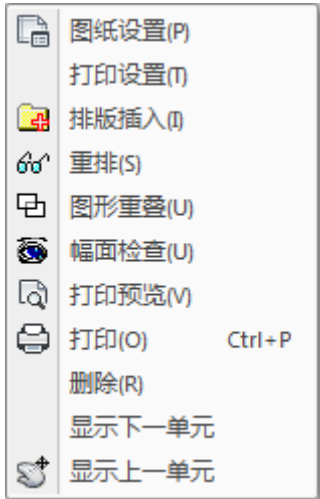 图纸设置(P)
打印设置(T)
排版插入(I)
重排(S)
图形重叠(U)
幅面检查(U)
打印预览(V)
打印(O) Ctrl+P
删除(R)
显示下一单元
显示上一单元